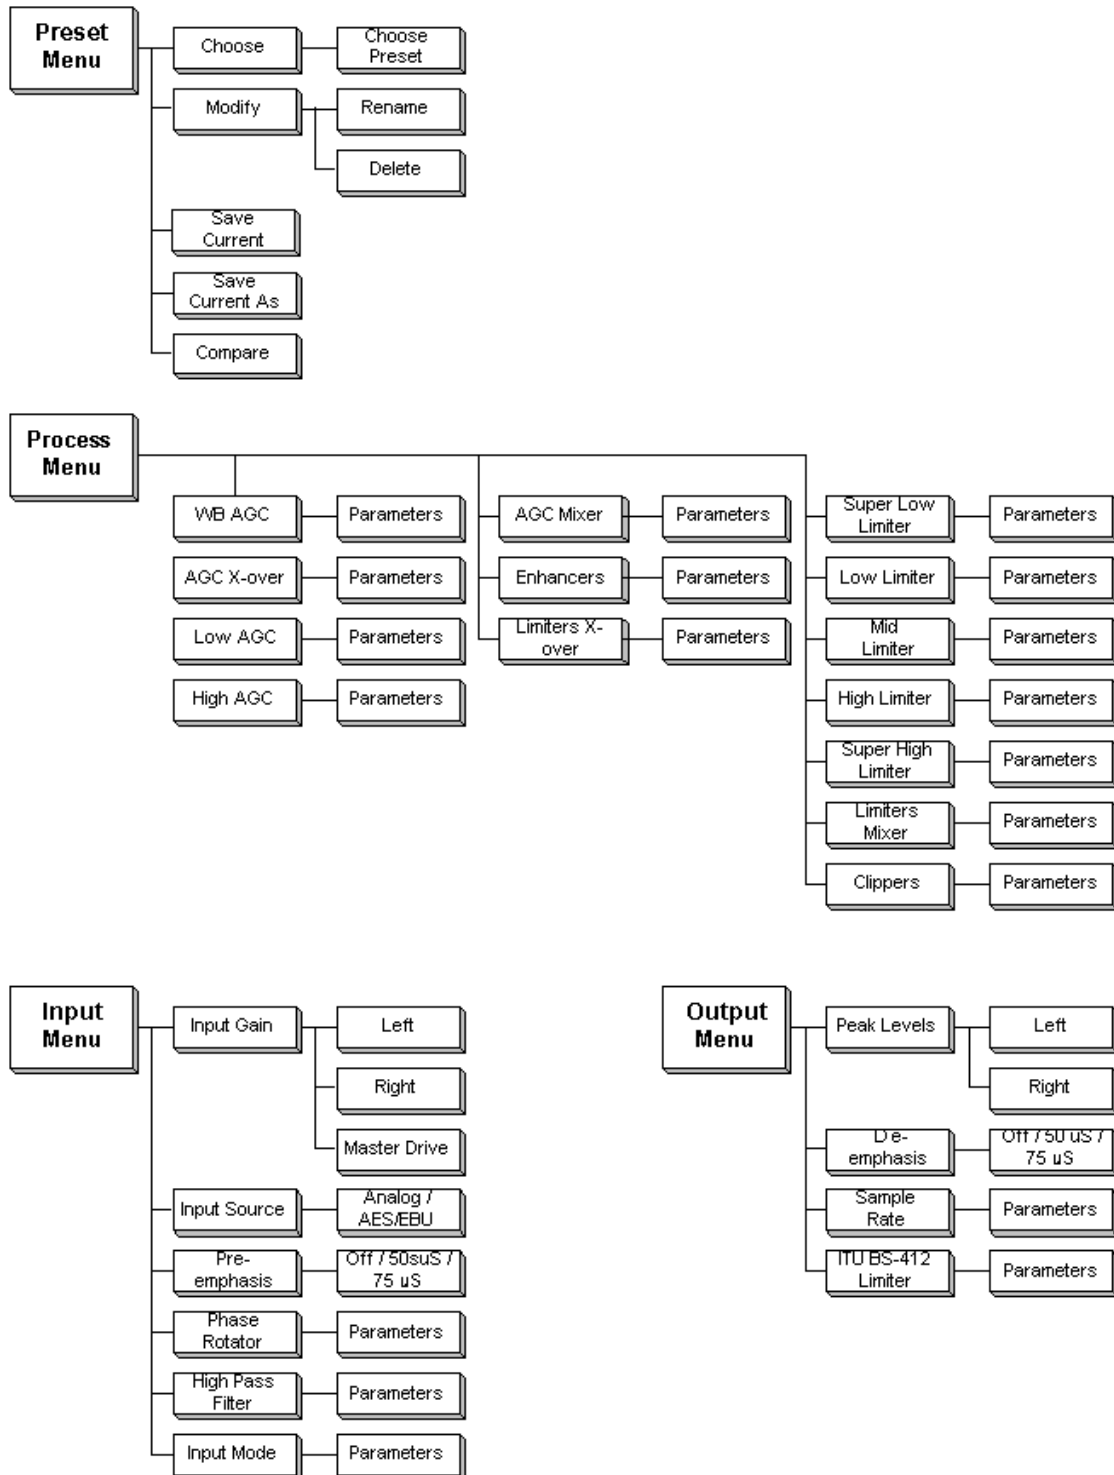 Preset
Menu
Choose
Choose
Preset
Modify
Rename
Delete
Save
Current
Save
Current As
Compare
Process
Menu
WB AGC
Parameters
AGC Mixer
Parameters
Super Low
Limiter
Parameters
AGC X-over
Parameters
Enhancers
Parameters
Low Limiter
Parameters
Low AGC
Parameters
Limiters X-
over
Parameters
Mid
Limiter
Parameters
High AGC
Parameters
High Limiter
Parameters
Super High
Limiter
Parameters
Limiters
Mixer
Parameters
Clippers
Parameters
Input
Menu
Input Gain
Left
Right
Master Drive
Input Source
Analog /
AES/EBU
Pre-
emphasis
Off / 50suS /
75 uS
Phase
Rotator
Parameters
High Pass
Filter
Parameters
Input Mode
Parameters
Output
Menu
Peak Levels
Left
Right
De-
emphasis
Off / 50 uS /
75 uS
Sample
Rate
Parameters
ITU BS-412
Limiter
Parameters